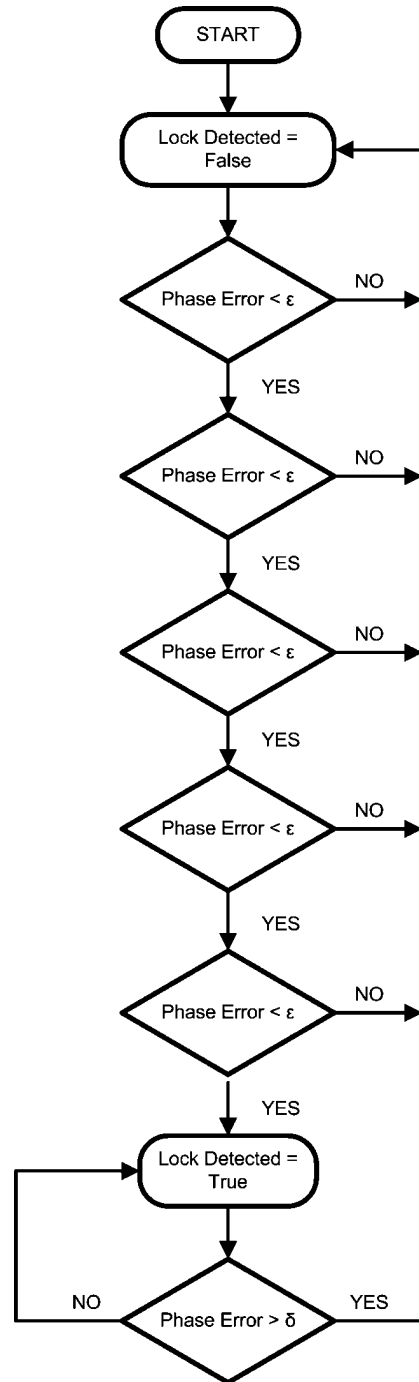 START
Lock Detected =
False
Phase Error < ε
NO
YES
Phase Error < ε
NO
YES
Phase Error < ε
NO
YES
Phase Error < ε
NO
YES
Phase Error < ε
NO
YES
Lock Detected =
True
NO
Phase Error > δ
YES